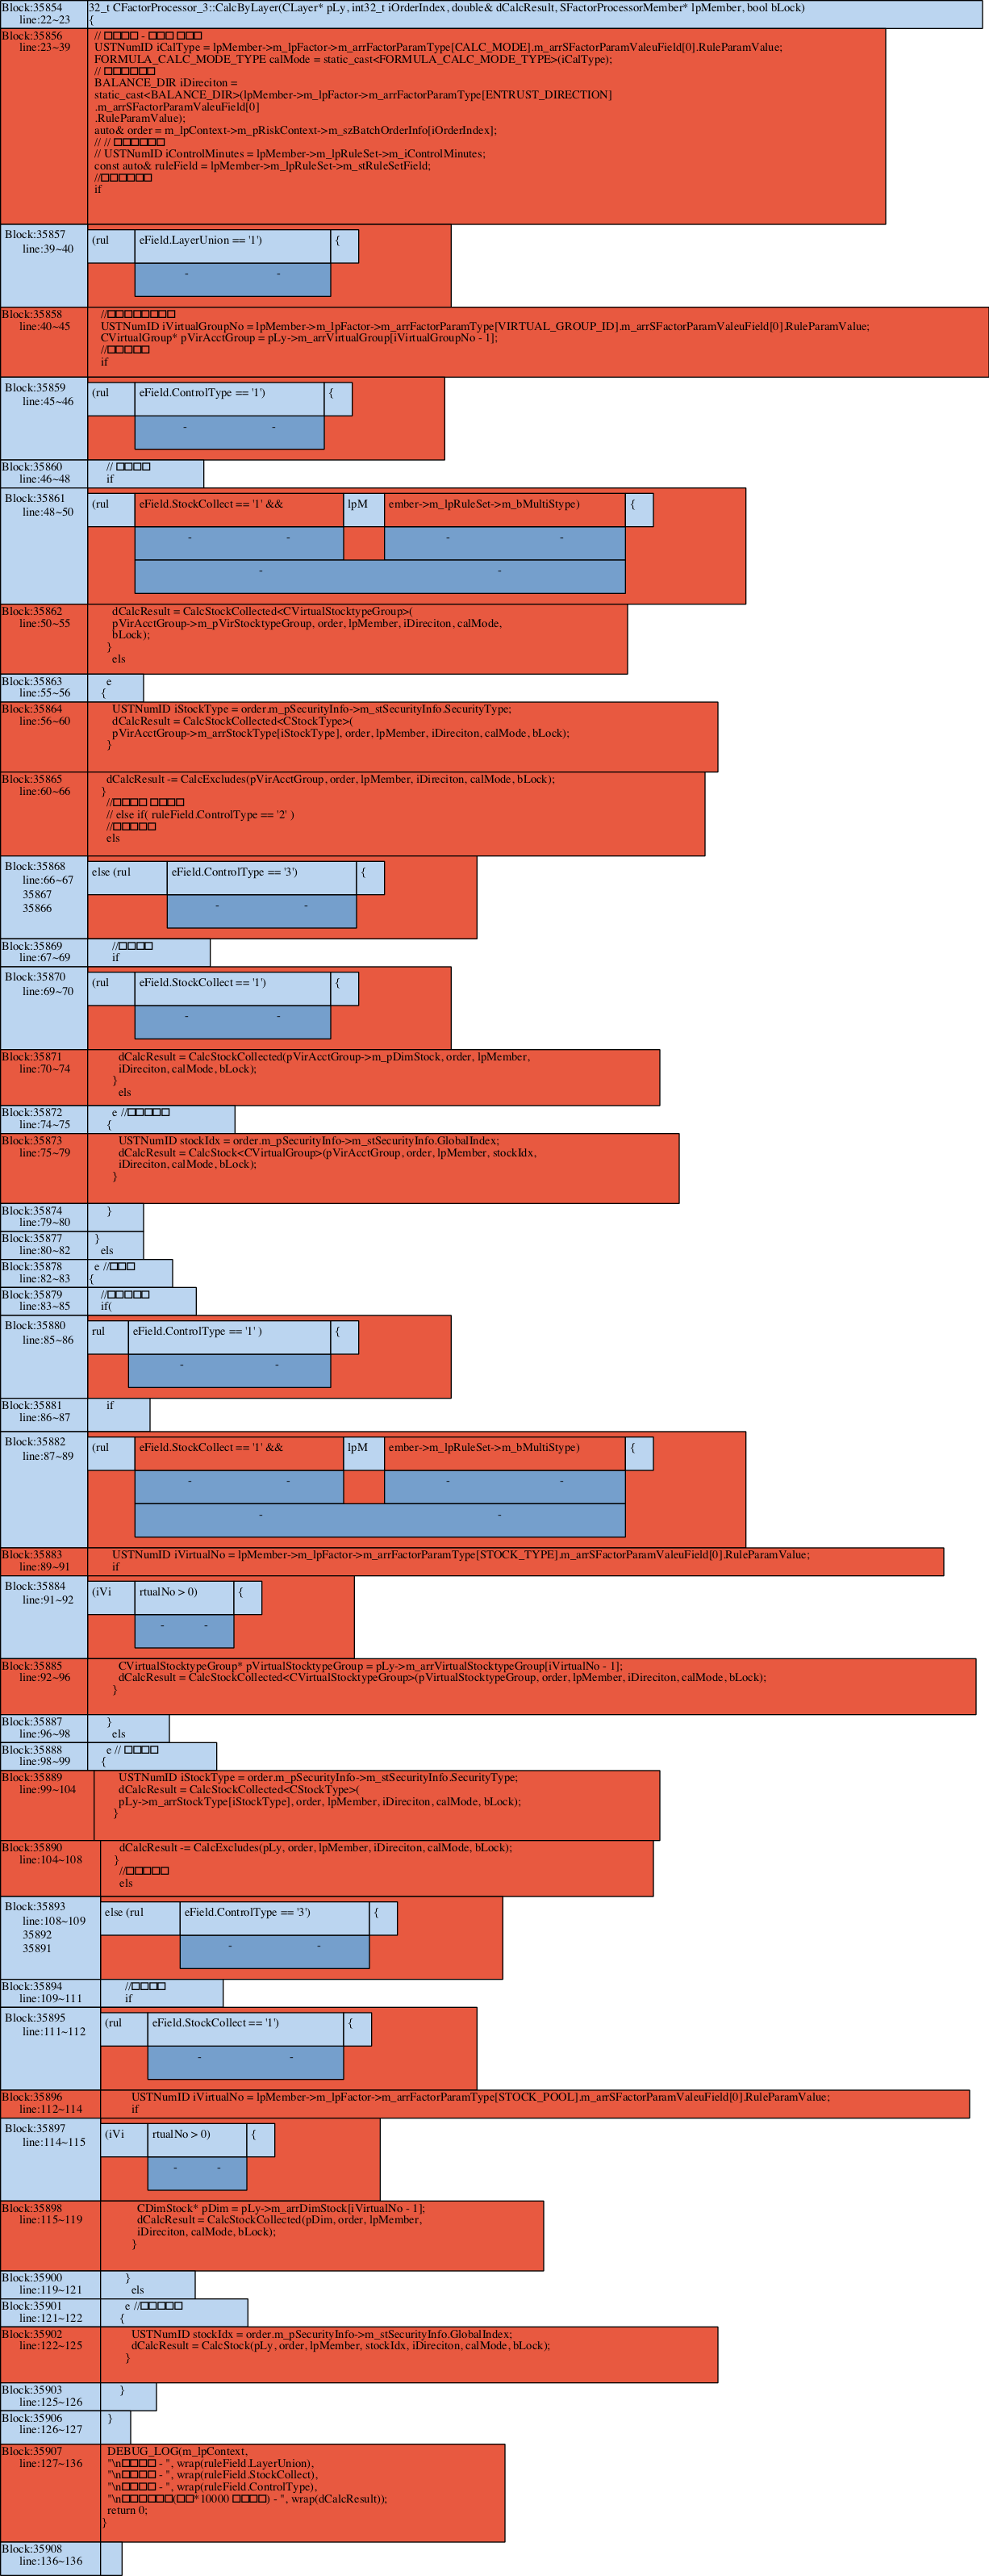 Block:35854
line:22~23
32_t CFactorProcessor_3::CalcByLayer(CLayer* pLy, int32_t iOrderIndex, double& dCalcResult, SFactorProcessorMember* lpMember, bool bLock)
{
Block:35856
line:23~39
// □□□□ - □□□ □□□
USTNumID iCalType = lpMember->m_lpFactor->m_arrFactorParamType[CALC_MODE].m_arrSFactorParamValeuField[0].RuleParamValue;
FORMULA_CALC_MODE_TYPE calMode = static_cast<FORMULA_CALC_MODE_TYPE>(iCalType);
// □□□□□□
BALANCE_DIR iDireciton =
static_cast<BALANCE_DIR>(lpMember->m_lpFactor->m_arrFactorParamType[ENTRUST_DIRECTION]
.m_arrSFactorParamValeuField[0]
.RuleParamValue);
auto& order = m_lpContext->m_pRiskContext->m_szBatchOrderInfo[iOrderIndex];
// // □□□□□□
// USTNumID iControlMinutes = lpMember->m_lpRuleSet->m_iControlMinutes;
const auto& ruleField = lpMember->m_lpRuleSet->m_stRuleSetField;
//□□□□□□
if
Block:35857
line:39~40
(rul eField.LayerUnion == '1') {
- -
Block:35858
line:40~45
//□□□□□□□□
USTNumID iVirtualGroupNo = lpMember->m_lpFactor->m_arrFactorParamType[VIRTUAL_GROUP_ID].m_arrSFactorParamValeuField[0].RuleParamValue;
CVirtualGroup* pVirAcctGroup = pLy->m_arrVirtualGroup[iVirtualGroupNo - 1];
//□□□□□
if
Block:35859
line:45~46
(rul eField.ControlType == '1') {
- -
Block:35860
line:46~48
// □□□□
if
Block:35861
line:48~50
(rul eField.StockCollect == '1' && lpM ember->m_lpRuleSet->m_bMultiStype) {
- - - -
- -
Block:35862
line:50~55
dCalcResult = CalcStockCollected<CVirtualStocktypeGroup>(
pVirAcctGroup->m_pVirStocktypeGroup, order, lpMember, iDireciton, calMode,
bLock);
}
els
Block:35863
line:55~56
e
{
Block:35864
line:56~60
USTNumID iStockType = order.m_pSecurityInfo->m_stSecurityInfo.SecurityType;
dCalcResult = CalcStockCollected<CStockType>(
pVirAcctGroup->m_arrStockType[iStockType], order, lpMember, iDireciton, calMode, bLock);
}
Block:35865
line:60~66
dCalcResult -= CalcExcludes(pVirAcctGroup, order, lpMember, iDireciton, calMode, bLock);
}
//□□□□ □□□□
// else if( ruleField.ControlType == '2' )
//□□□□□
els
Block:35868
line:66~67
35867
35866
else (rul eField.ControlType == '3') {
- -
Block:35869
line:67~69
//□□□□
if
Block:35870
line:69~70
(rul eField.StockCollect == '1') {
- -
Block:35871
line:70~74
dCalcResult = CalcStockCollected(pVirAcctGroup->m_pDimStock, order, lpMember,
iDireciton, calMode, bLock);
}
els
Block:35872
line:74~75
e //□□□□□
{
Block:35873
line:75~79
USTNumID stockIdx = order.m_pSecurityInfo->m_stSecurityInfo.GlobalIndex;
dCalcResult = CalcStock<CVirtualGroup>(pVirAcctGroup, order, lpMember, stockIdx,
iDireciton, calMode, bLock);
}
Block:35874
line:79~80
}
Block:35877
line:80~82
}
els
Block:35878
line:82~83
e //□□□
{
Block:35879
line:83~85
//□□□□□
if(
Block:35880
line:85~86
rul eField.ControlType == '1' ) {
- -
Block:35881
line:86~87
if
Block:35882
line:87~89
(rul eField.StockCollect == '1' && lpM ember->m_lpRuleSet->m_bMultiStype) {
- - - -
- -
Block:35883
line:89~91
USTNumID iVirtualNo = lpMember->m_lpFactor->m_arrFactorParamType[STOCK_TYPE].m_arrSFactorParamValeuField[0].RuleParamValue;
if
Block:35884
line:91~92
(iVi rtualNo > 0) {
- -
Block:35885
line:92~96
CVirtualStocktypeGroup* pVirtualStocktypeGroup = pLy->m_arrVirtualStocktypeGroup[iVirtualNo - 1];
dCalcResult = CalcStockCollected<CVirtualStocktypeGroup>(pVirtualStocktypeGroup, order, lpMember, iDireciton, calMode, bLock);
}
Block:35887
line:96~98
}
els
Block:35888
line:98~99
e // □□□□
{
Block:35889
line:99~104
USTNumID iStockType = order.m_pSecurityInfo->m_stSecurityInfo.SecurityType;
dCalcResult = CalcStockCollected<CStockType>(
pLy->m_arrStockType[iStockType], order, lpMember, iDireciton, calMode, bLock);
}
Block:35890
line:104~108
dCalcResult -= CalcExcludes(pLy, order, lpMember, iDireciton, calMode, bLock);
}
//□□□□□
els
Block:35893
line:108~109
35892
35891
else (rul eField.ControlType == '3') {
- -
Block:35894
line:109~111
//□□□□
if
Block:35895
line:111~112
(rul eField.StockCollect == '1') {
- -
Block:35896
line:112~114
USTNumID iVirtualNo = lpMember->m_lpFactor->m_arrFactorParamType[STOCK_POOL].m_arrSFactorParamValeuField[0].RuleParamValue;
if
Block:35897
line:114~115
(iVi rtualNo > 0) {
- -
Block:35898
line:115~119
CDimStock* pDim = pLy->m_arrDimStock[iVirtualNo - 1];
dCalcResult = CalcStockCollected(pDim, order, lpMember,
iDireciton, calMode, bLock);
}
Block:35900
line:119~121
}
els
Block:35901
line:121~122
e //□□□□□
{
Block:35902
line:122~125
USTNumID stockIdx = order.m_pSecurityInfo->m_stSecurityInfo.GlobalIndex;
dCalcResult = CalcStock(pLy, order, lpMember, stockIdx, iDireciton, calMode, bLock);
}
Block:35903
line:125~126
}
Block:35906
line:126~127
}
Block:35907
line:127~136
DEBUG_LOG(m_lpContext,
"\n□□□□ - ", wrap(ruleField.LayerUnion),
"\n□□□□ - ", wrap(ruleField.StockCollect),
"\n□□□□ - ", wrap(ruleField.ControlType),
"\n□□□□□□(□□*10000 □□□□) - ", wrap(dCalcResult));
return 0;
}
Block:35908
line:136~136